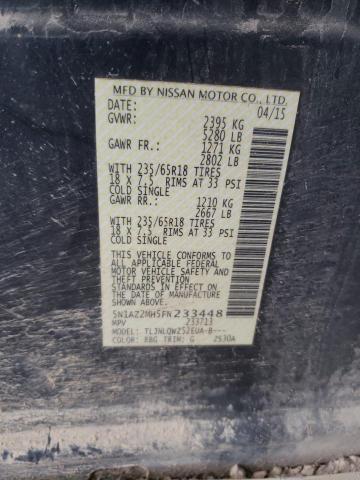 MFD BY NISSAN MOTOR CO., LTD.
DATE: 04/15
GVWR: 2395 KG
5280 LB
GAWR FR.: 1271 KG
2802 LB
WITH 235/65R18 TIRES
18 X 7.5 RIMS AT 33 PSI
COLD SINGLE
GAWR RR.: 1210 KG
2667 LB
WITH 235/65R18 TIRES
18 X 7.5 RIMS AT 33 PSI
COLD SINGLE
THIS VEHICLE CONFORMS TO ALL
APPLICABLE FEDERAL
MOTOR VEHICLE SAFETY STANDARDS
IN EFFECT ON THE
DATE OF MANUFACTURE
SHOWN ABOVE.
5N1AZ2MH5FN233448
MPV 233713
MODEL: TLJNLQWZ52EUA-B---
COLOR: RBG TRIM: G 2530A